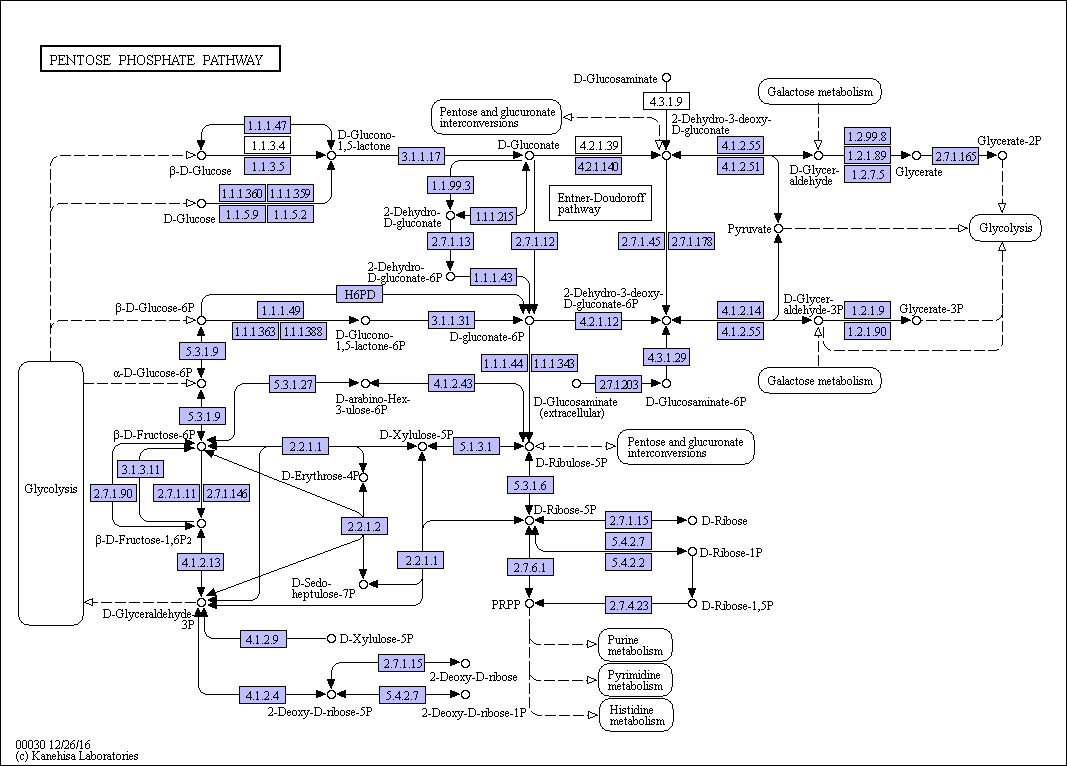 PENTOSE PHOSPHATE PATHWAY
D-Glucosaminate
4.3.1.9
Galactose metabolism
Pentose and glucuronate
interconversions
2-Dehydro-3-deoxy-
D-gluconate
1.1.1.47
1.1.3.4
1.1.3.5
β-D-Glucose
D-Glucono-
1,5-lactone
3.1.1.17
D-Gluconate
4.2.1.39
4.2.1.140
4.1.2.55
4.1.2.51
D-Glycer-
aldehyde
1.2.99.8
1.2.1.89
1.2.7.5
Glycerate
2.7.1.165
Glycerate-2P
1.1.1.360
1.1.1.359
1.1.5.9
1.1.5.2
D-Glucose
1.1.99.3
2-Dehydro-
D-gluconate
1.1.1.215
Entner-Doudoroff
pathway
2.7.1.13
2.7.1.12
2.7.1.45
2.7.1.178
Pyruvate
Glycolysis
2-Dehydro-
D-gluconate-6P
1.1.1.43
H6PD
2-Dehydro-3-deoxy-
D-gluconate-6P
β-D-Glucose-6P
1.1.1.49
1.1.1.363
1.1.1.388
D-Glucono-
1,5-lactone-6P
3.1.1.31
D-gluconate-6P
4.2.1.12
4.1.2.14
4.1.2.55
D-Glycer-
aldehyde-3P
1.2.1.9
1.2.1.90
Glycerate-3P
5.3.1.9
1.1.1.44
1.1.1.343
4.3.1.29
α-D-Glucose-6P
5.3.1.27
D-arabino-Hex-
3-ulose-6P
4.1.2.43
2.7.1.203
D-Glucosaminate
(extracellular)
D-Glucosaminate-6P
Galactose metabolism
5.3.1.9
β-D-Fructose-6P
2.2.1.1
D-Xylulose-5P
5.1.3.1
D-Ribulose-5P
Pentose and glucuronate
interconversions
3.1.3.11
D-Erythrose-4P
Glycolysis
2.7.1.90
2.7.1.11
2.7.1.146
5.3.1.6
β-D-Fructose-1,6P2
2.2.1.2
D-Ribose-5P
2.7.1.15
D-Ribose
5.4.2.7
5.4.2.2
D-Ribose-1P
4.1.2.13
2.2.1.1
2.7.6.1
D-Sedo-
heptulose-7P
D-Glyceraldehyde-
3P
PRPP
2.7.4.23
D-Ribose-1,5P
4.1.2.9
D-Xylulose-5P
Purine
metabolism
2.7.1.15
2-Deoxy-D-ribose
Pyrimidine
metabolism
4.1.2.4
2-Deoxy-D-ribose-5P
5.4.2.7
2-Deoxy-D-ribose-1P
Histidine
metabolism
00030 12/26/16
(c) Kanehisa Laboratories